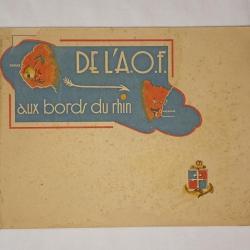 DE L'A.O.F.
aux bords du rhin